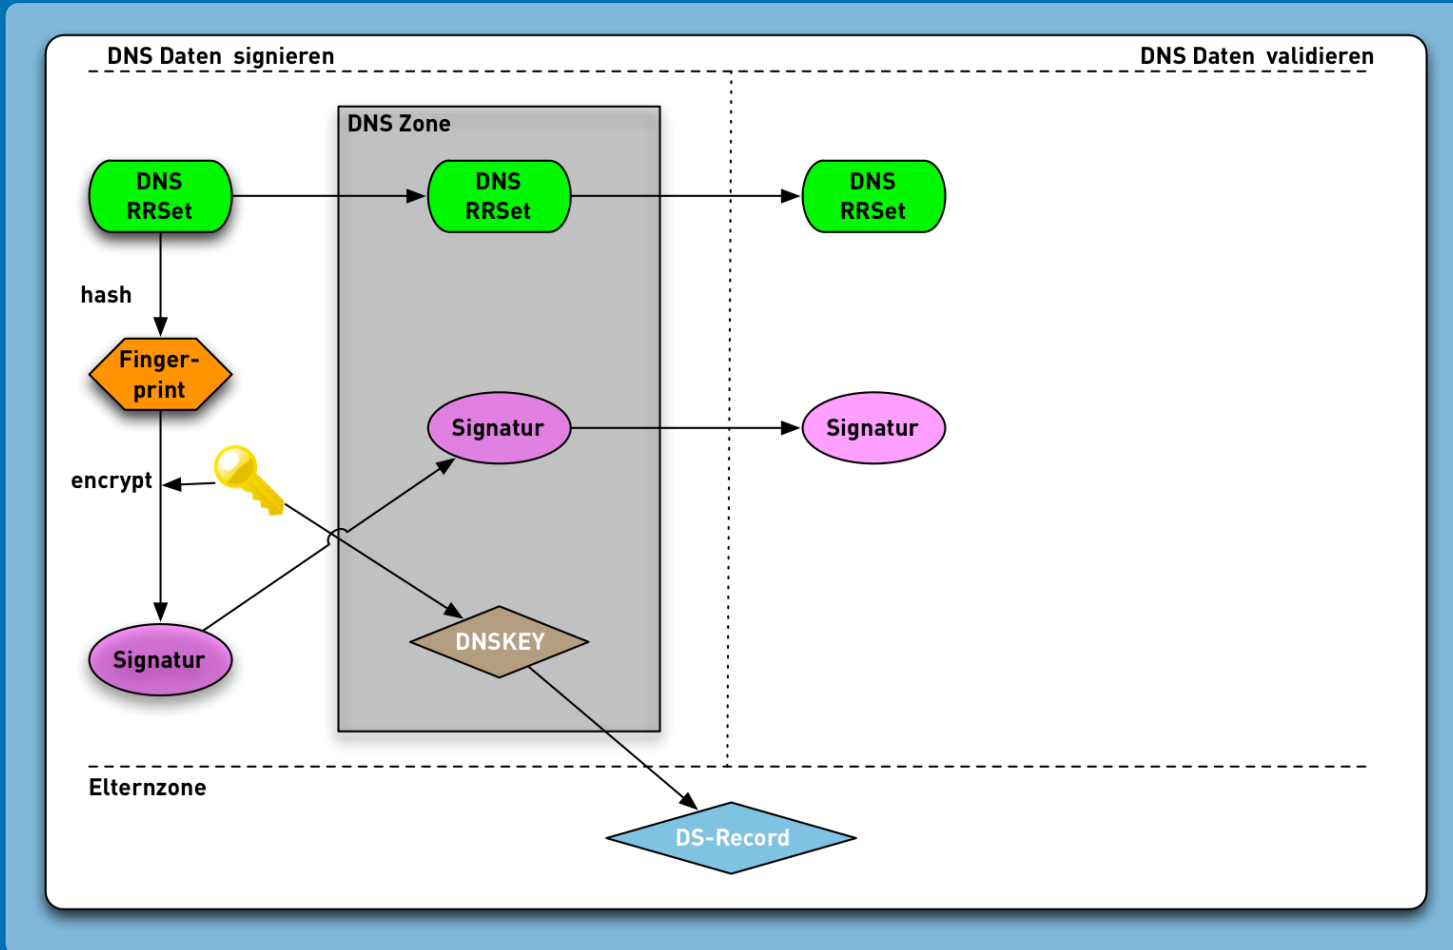 DNS Daten signieren
DNS Daten validieren
DNS Zone
DNS
RRSet
DNS
RRSet
DNS
RRSet
hash
Finger-
print
Signatur
Signatur
encrypt
DNSKEY
Signatur
Elternzone
DS-Record